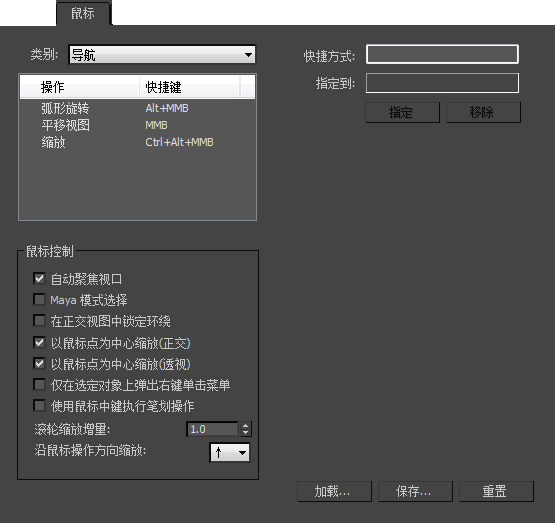 鼠标
类别: 导航
操作 快捷键
弧形旋转 Alt+MMB
平移视图 MMB
缩放 Ctrl+Alt+MMB
快捷方式:
指定到:
指定 移除
鼠标控制
自动聚焦视口
Maya 模式选择
在正交视图中锁定环绕
以鼠标点为中心缩放(正交)
以鼠标点为中心缩放(透视)
仅在选定对象上弹出右键单击菜单
使用鼠标中键执行笔划操作
滚轮缩放增量: 1.0
沿鼠标操作方向缩放: ↑
加载... 保存... 重置